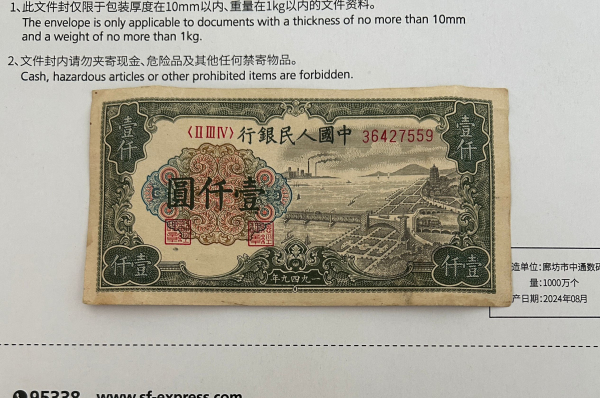 1、此文件封仅限于包装厚度在10mm以内、重量在1kg以内的文件资料。
The envelope is only applicable to documents with a thickness of no more than 10mm
and a weight of no more than 1kg.
2、文件封内请勿夹寄现金、危险品及其他任何禁寄物品。
Cash, hazardous articles or other prohibited items are forbidden.
壹仟
壹仟
〈ⅡⅢⅣ〉
行銀民人國中
36427559
圓仟壹
仟壹
仟壹
年九四九一
造单位:廊坊市中通数码
量:1000万个
产日期:2024年08月
95338 www.sf-express.com